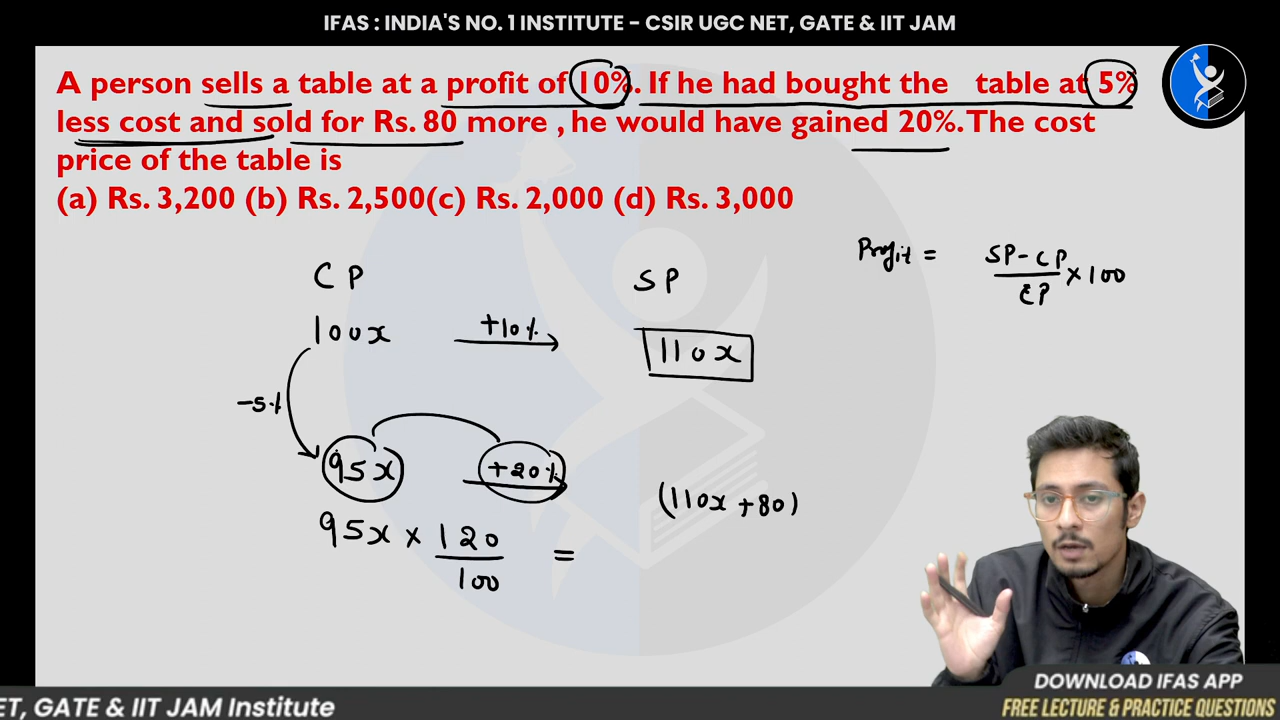 IFAS : INDIA'S NO. 1 INSTITUTE – CSIR UGC NET, GATE & IIT JAM
A person sells a table at a profit of 10%. If he had bought the table at 5%
less cost and sold for Rs. 80 more , he would have gained 20%. The cost
price of the table is
(a) Rs. 3,200 (b) Rs. 2,500(c) Rs. 2,000 (d) Rs. 3,000
Profit = SP-CP/CP ×100
CP SP
100x +10% 110x
-5%
95x +20%
(110x +80)
95x × 120/100 =
DOWNLOAD IFAS APP
ET, GATE & IIT JAM Institute
FREE LECTURE & PRACTICE QUESTIONS